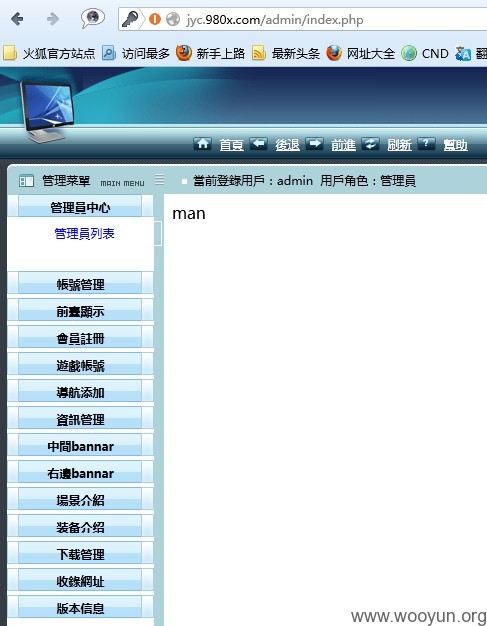 jyc.980x.com/admin/index.php
火狐官方站点 访问最多 新手上路 最新头条 网址大全 CND 翻
首頁 後退 前進 刷新 幫助
管理菜單 MAIN MENU 當前登錄用戶：admin 用戶角色：管理員
管理員中心
man
管理員列表
帳號管理
前臺顯示
會員註冊
遊戲帳號
導航添加
資訊管理
中間bannar
右邊bannar
場景介紹
装备介绍
下載管理
收錄網址
版本信息
www.wooyun.org